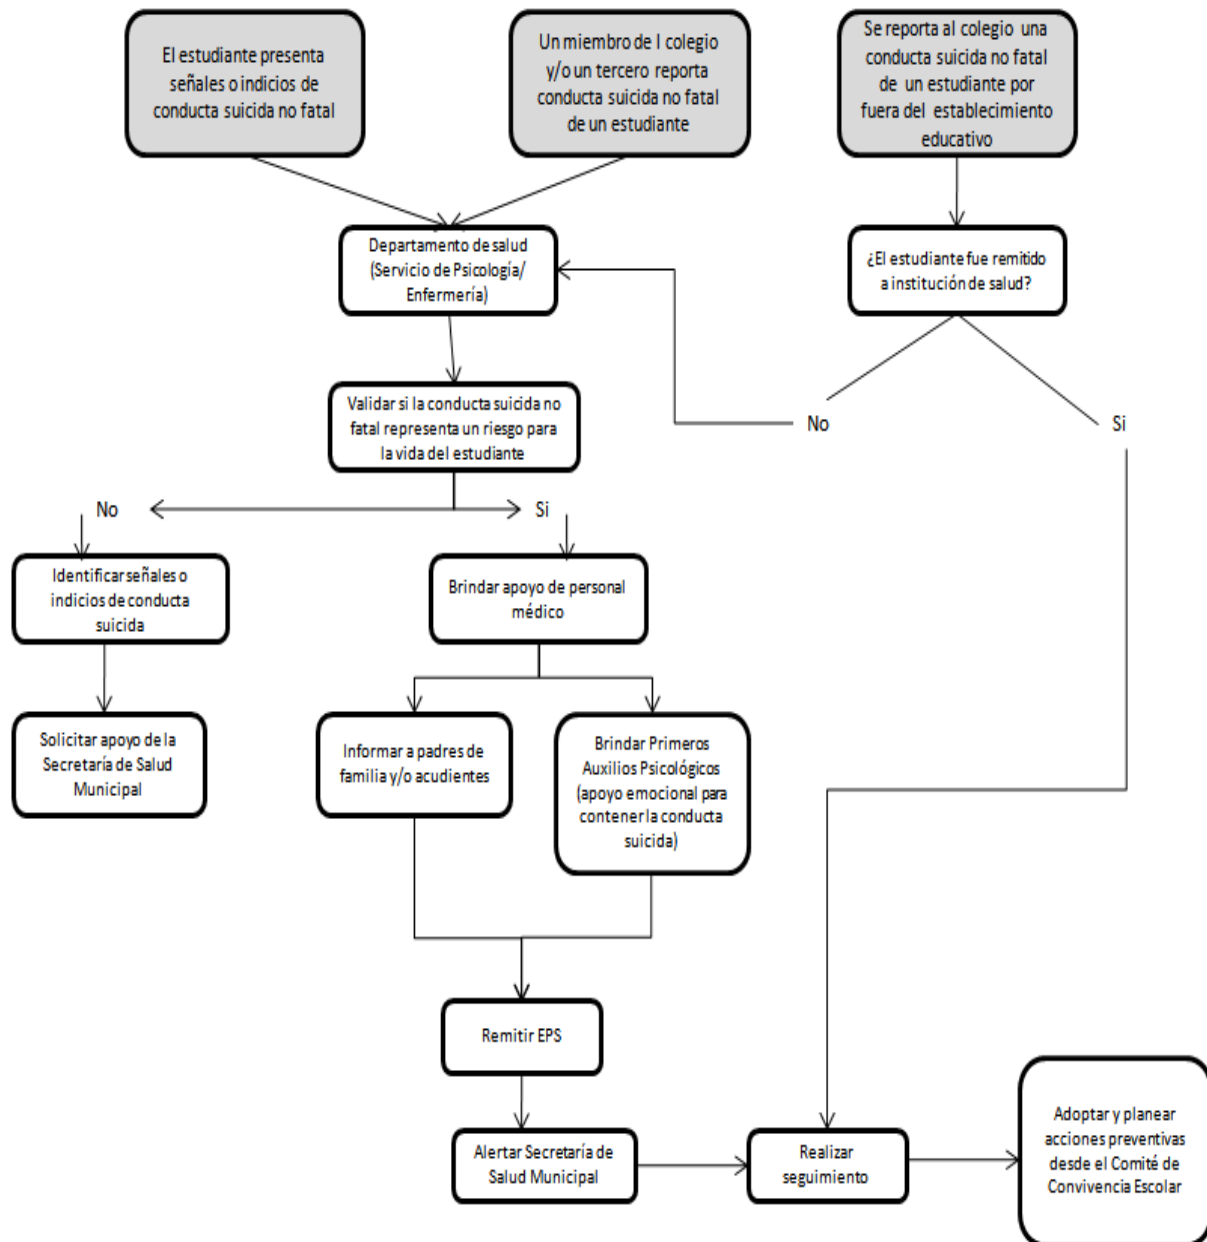 El estudiante presenta
señales o indicios de
conducta suicida no fatal
Un miembro de l colegio
y/o un tercero reporta
conducta suicida no fatal
de un estudiante
Se reporta al colegio una
conducta suicida no fatal
de un estudiante por
fuera del establecimiento
educativo
Departamento de salud
(Servicio de Psicología/
Enfermería)
¿El estudiante fue remitido
a institución de salud?
Validar si la conducta suicida no
fatal representa un riesgo para
la vida del estudiante
No
Si
No
Si
Identificar señales o
indicios de conducta
suicida
Brindar apoyo de personal
médico
Solicitar apoyo de la
Secretaría de Salud
Municipal
Informar a padres de
familia y/o acudientes
Brindar Primeros
Auxilios Psicológicos
(apoyo emocional para
contener la conducta
suicida)
Remitir EPS
Alertar Secretaría de
Salud Municipal
Realizar
seguimiento
Adoptar y planear
acciones preventivas
desde el Comité de
Convivencia Escolar